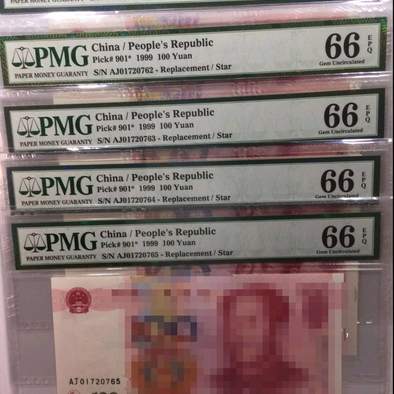 PMG
PAPER MONEY GUARANTY
China / People's Republic
Pick# 901* 1999 100 Yuan
S/N AJ01720762 - Replacement / Star
66 EPQ
Gem Uncirculated
PMG
PAPER MONEY GUARANTY
China / People's Republic
Pick# 901* 1999 100 Yuan
S/N AJ01720763 - Replacement / Star
66 EPQ
Gem Uncirculated
PMG
PAPER MONEY GUARANTY
China / People's Republic
Pick# 901* 1999 100 Yuan
S/N AJ01720764 - Replacement / Star
66 EPQ
Gem Uncirculated
PMG
PAPER MONEY GUARANTY
China / People's Republic
Pick# 901* 1999 100 Yuan
S/N AJ01720765 - Replacement / Star
66 EPQ
Gem Uncirculated
AJ01720765